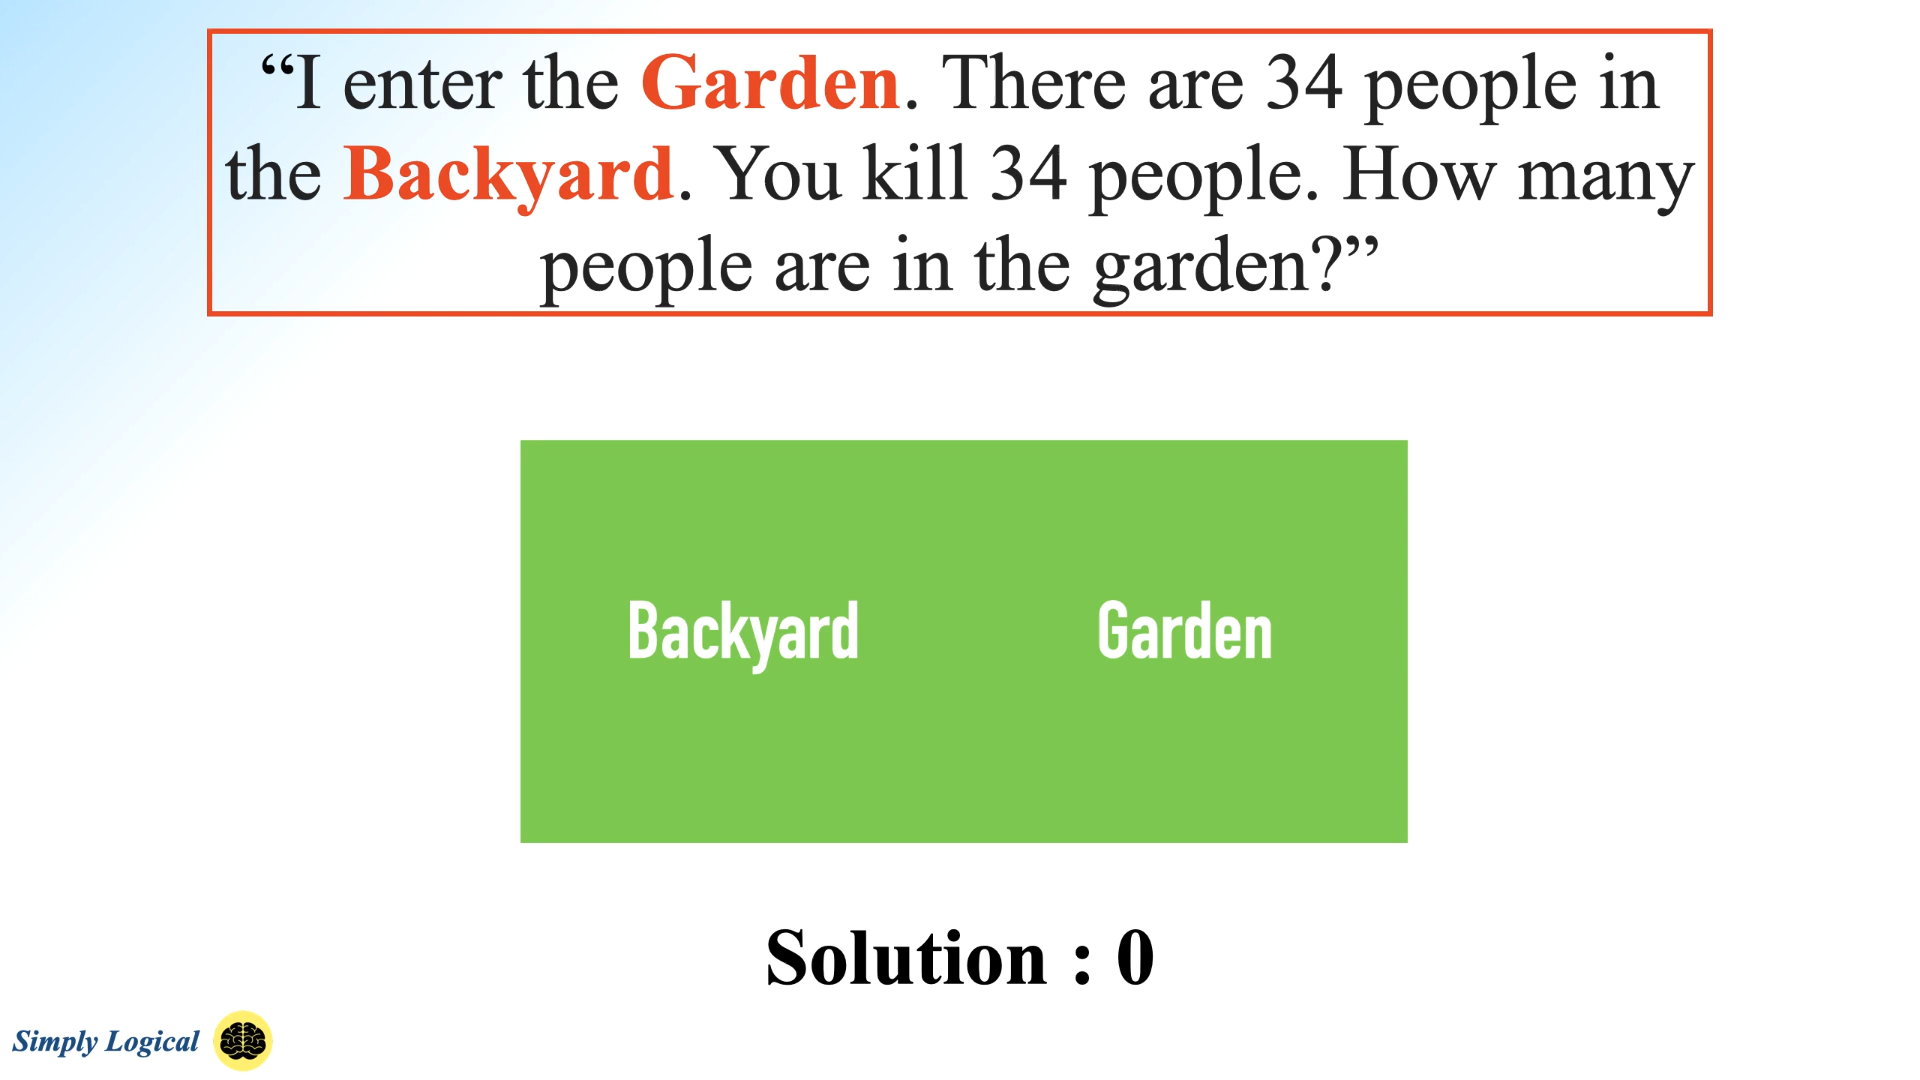 “I enter the Garden. There are 34 people in
the Backyard. You kill 34 people. How many
people are in the garden?”
Backyard Garden
Solution : 0
Simply Logical